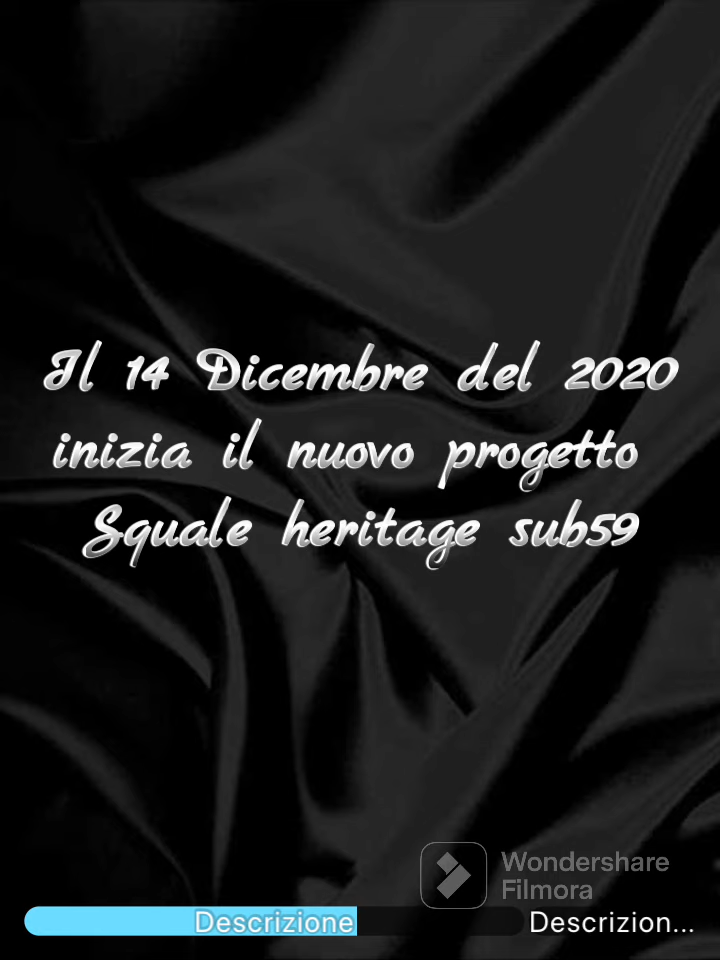 Il 14 Dicembre del 2020
inizia il nuovo progetto
Squale heritage sub59
Wondershare
Filmora
Descrizione Descrizion...